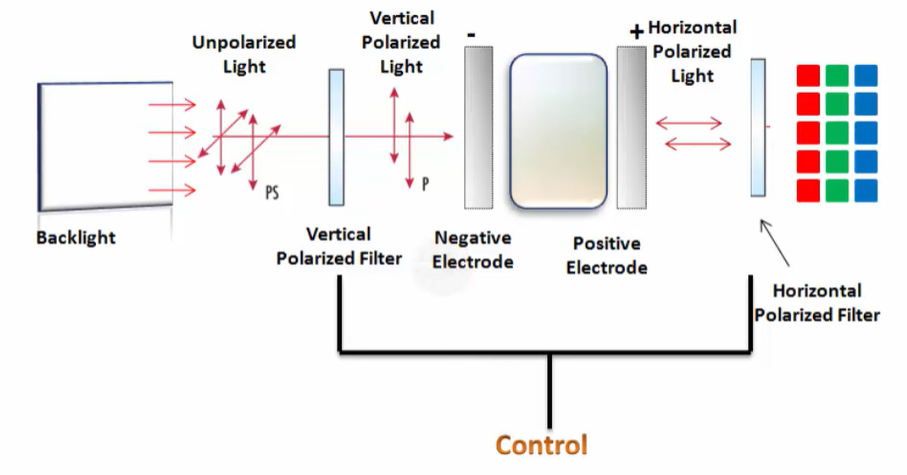 Unpolarized
Light
Vertical
Polarized
Light
-
+ Horizontal
Polarized
Light
PS
P
Backlight
Vertical
Polarized Filter
Negative
Electrode
Positive
Electrode
Horizontal
Polarized Filter
Control